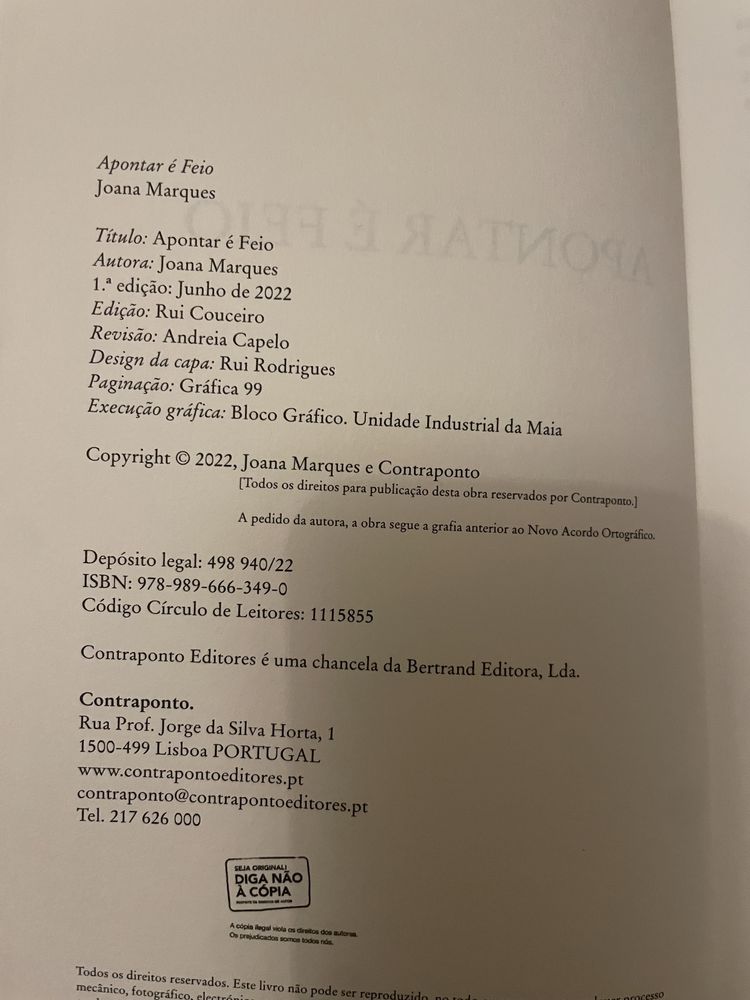 Apontar é Feio
Joana Marques
APONTAR É FEIO
Título: Apontar é Feio
Autora: Joana Marques
1.ª edição: Junho de 2022
Edição: Rui Couceiro
Revisão: Andreia Capelo
Design da capa: Rui Rodrigues
Paginação: Gráfica 99
Execução gráfica: Bloco Gráfico. Unidade Industrial da Maia
Copyright © 2022, Joana Marques e Contraponto
[Todos os direitos para publicação desta obra reservados por Contraponto.]
A pedido da autora, a obra segue a grafia anterior ao Novo Acordo Ortográfico.
Depósito legal: 498 940/22
ISBN: 978-989-666-349-0
Código Círculo de Leitores: 1115855
Contraponto Editores é uma chancela da Bertrand Editora, Lda.
Contraponto.
Rua Prof. Jorge da Silva Horta, 1
1500-499 Lisboa PORTUGAL
www.contrapontoeditores.pt
contraponto@contrapontoeditores.pt
Tel. 217 626 000
SEJA ORIGINAL!
DIGA NÃO
À CÓPIA
A cópia ilegal viola os direitos dos autores.
Os prejudicados somos todos nós.
Todos os direitos reservados. Este livro não pode ser reproduzido, no todo processo
mecânico, fotográfico,